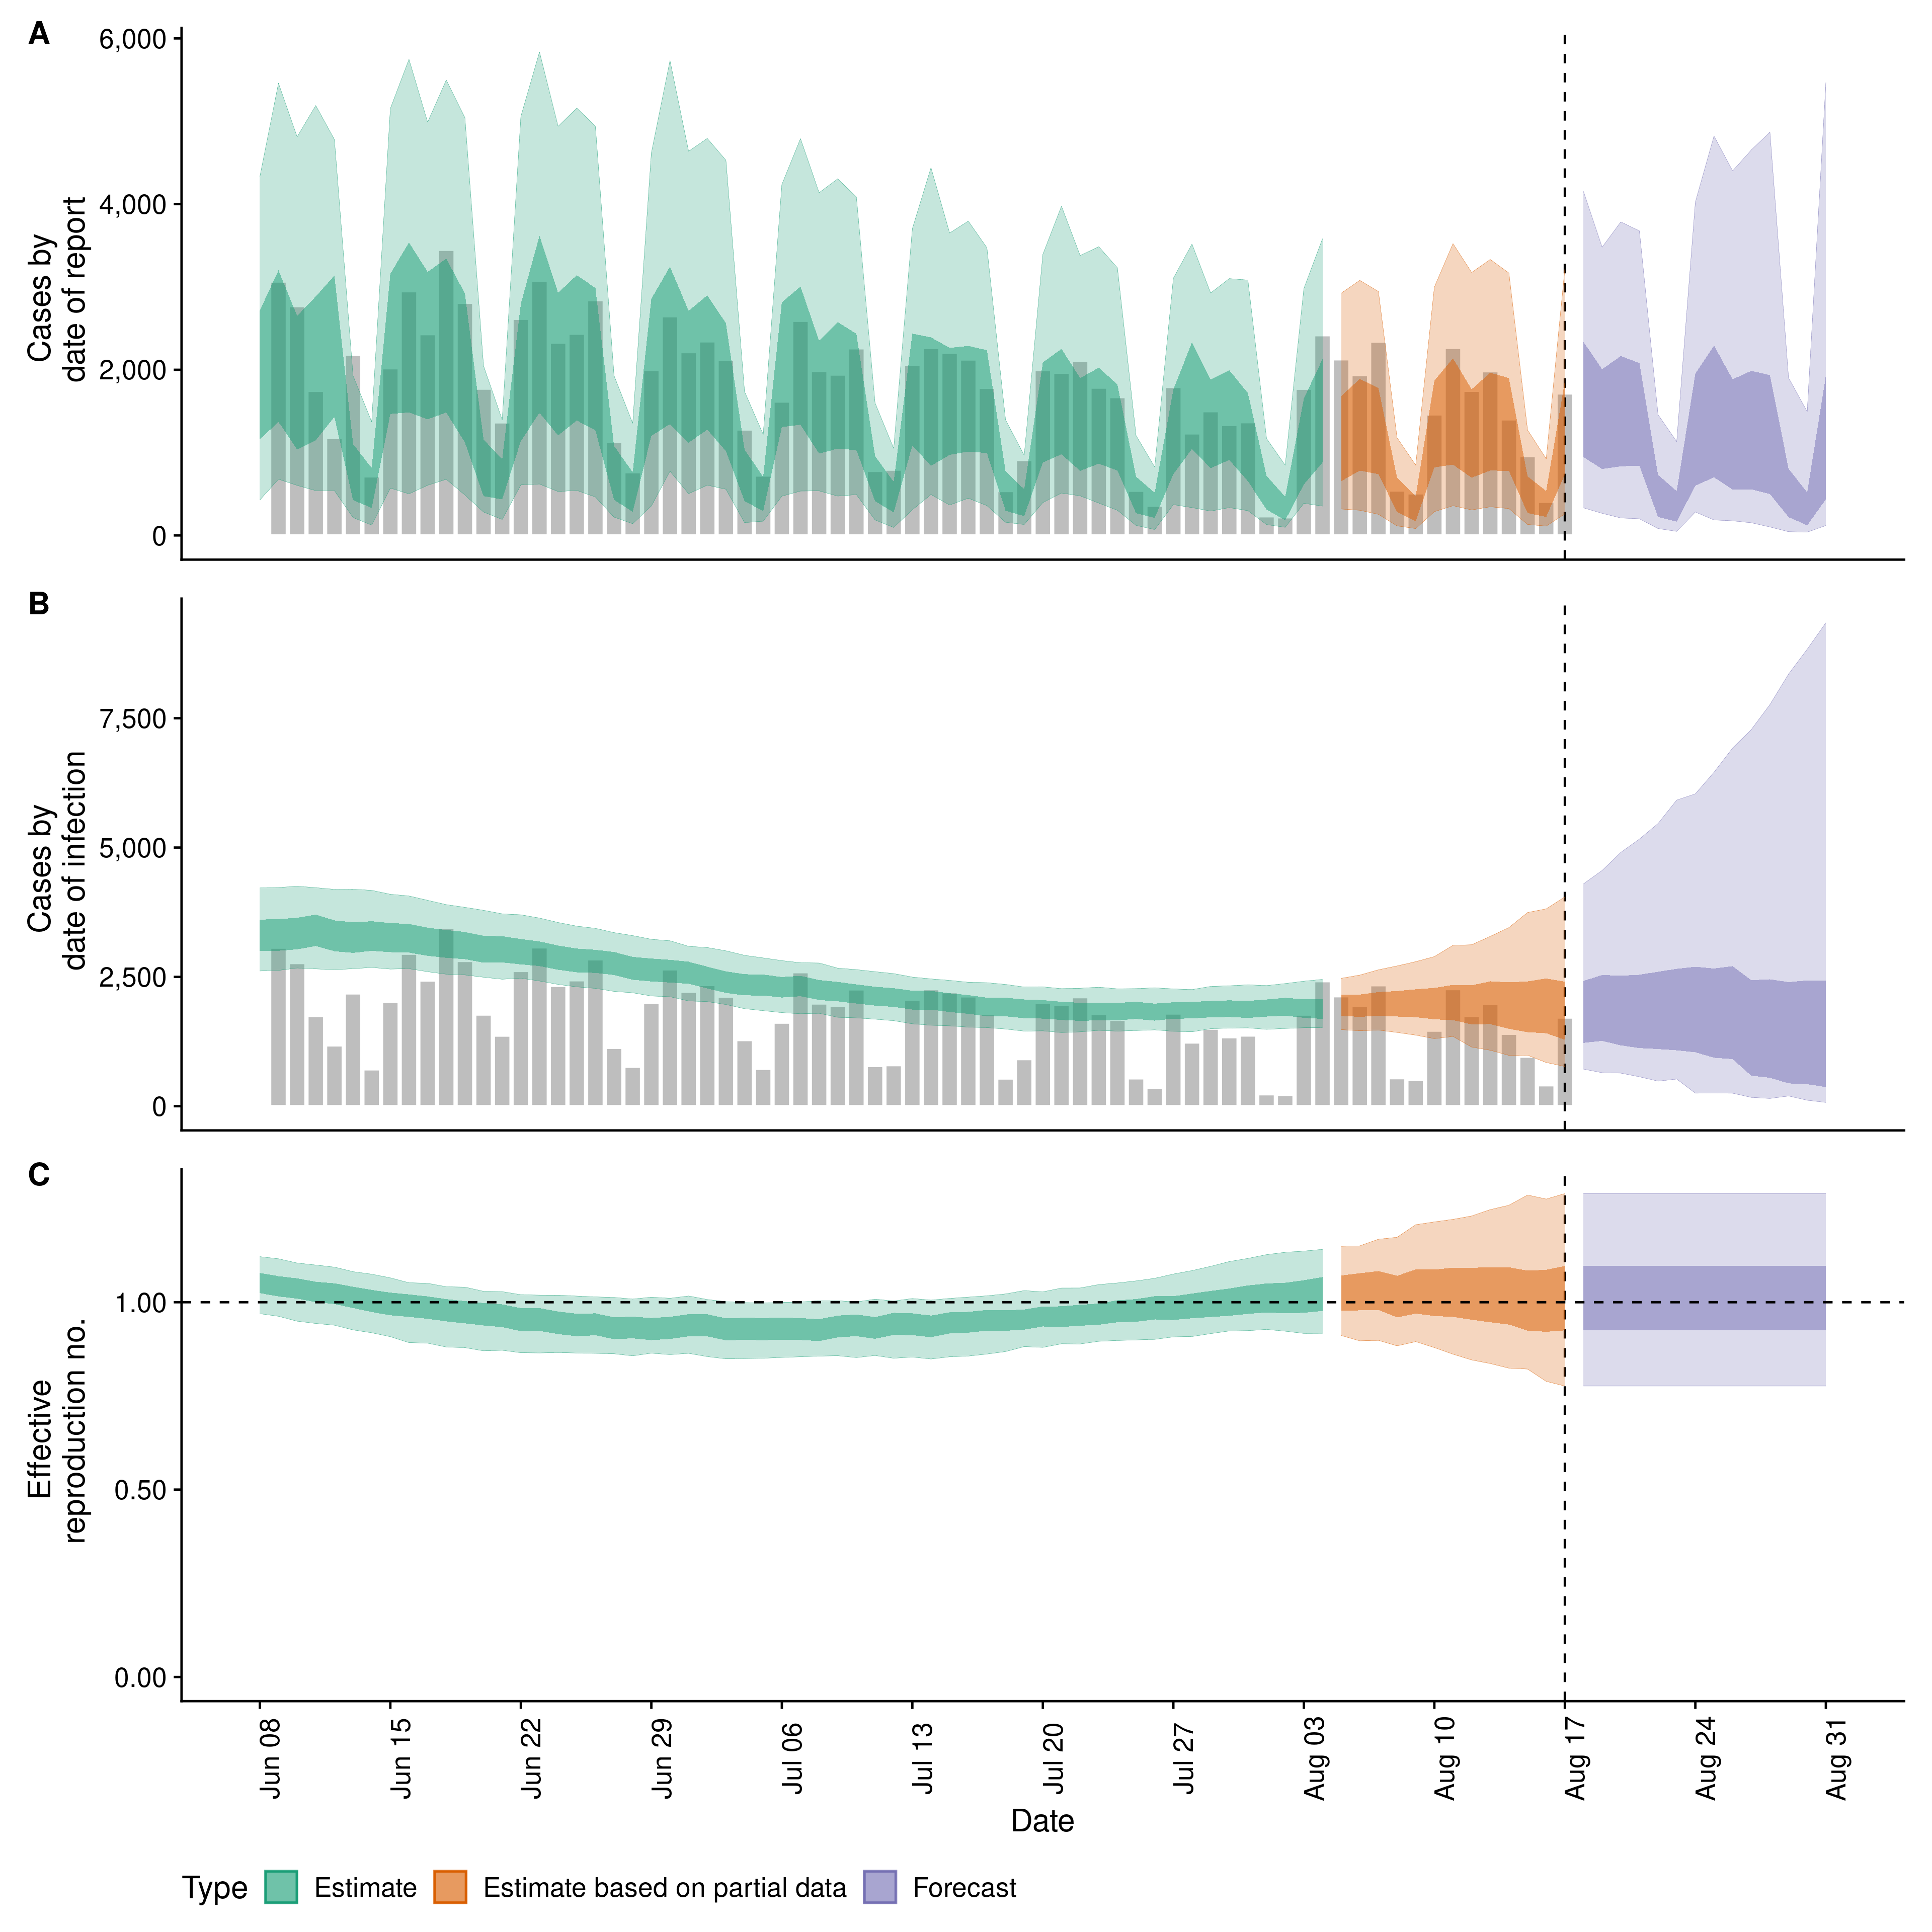 A
6,000
4,000
2,000
0
Cases by
date of report
B
7,500
5,000
2,500
0
Cases by
date of infection
C
1.00
0.50
0.00
Effective
reproduction no.
Jun 08
Jun 15
Jun 22
Jun 29
Jul 06
Jul 13
Jul 20
Jul 27
Aug 03
Aug 10
Aug 17
Aug 24
Aug 31
Date
Type Estimate Estimate based on partial data Forecast